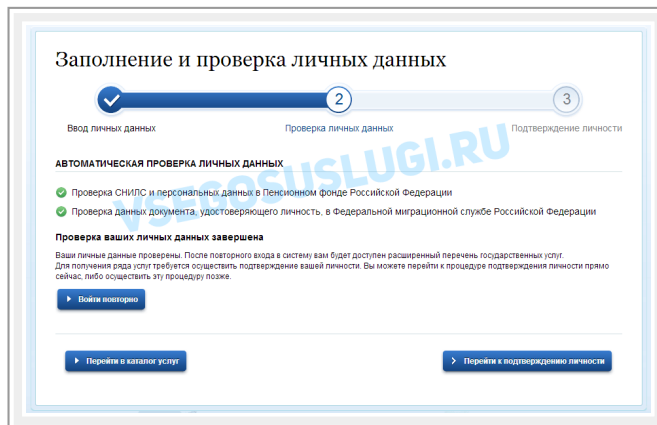 Заполнение и проверка личных данных
2
3
Ввод личных данных
Проверка личных данных
Подтверждение личности
VSEGOSUSLUGI.RU
АВТОМАТИЧЕСКАЯ ПРОВЕРКА ЛИЧНЫХ ДАННЫХ
Проверка СНИЛС и персональных данных в Пенсионном фонде Российской Федерации
Проверка данных документа, удостоверяющего личность, в Федеральной миграционной службе Российской Федерации
Проверка ваших личных данных завершена
Ваши личные данные проверены. После повторного входа в систему вам будет доступен расширенный перечень государственных услуг.
Для получения ряда услуг требуется осуществить подтверждение вашей личности. Вы можете перейти к процедуре подтверждения личности прямо
сейчас, либо осуществить эту процедуру позже.
Войти повторно
Перейти в каталог услуг
Перейти к подтверждению личности